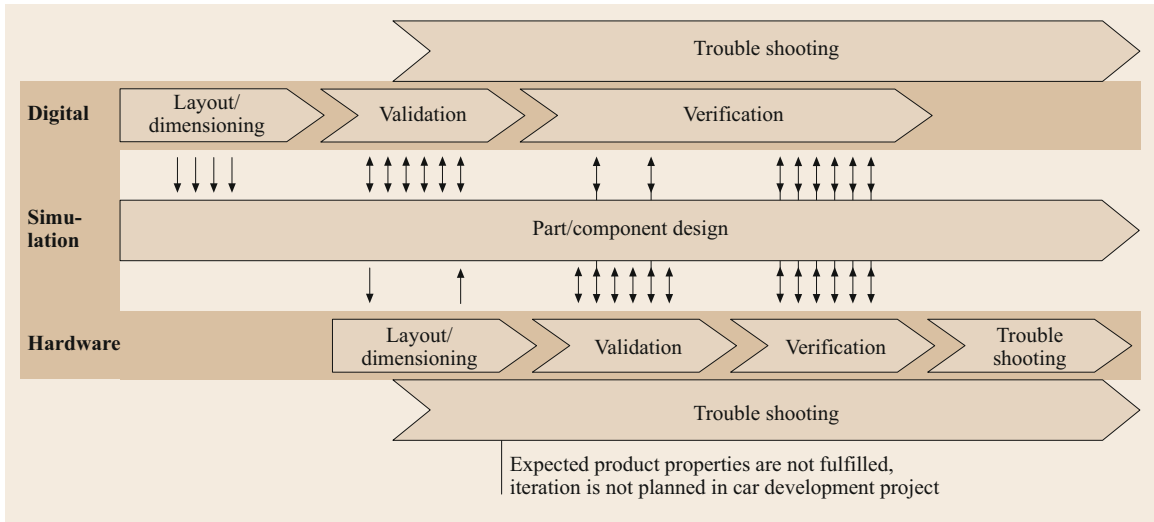 Trouble shooting
Digital
Layout/
dimensioning
Validation
Verification
Simu-
lation
Part/component design
Hardware
Layout/
dimensioning
Validation
Verification
Trouble
shooting
Trouble shooting
Expected product properties are not fulfilled,
iteration is not planned in car development project